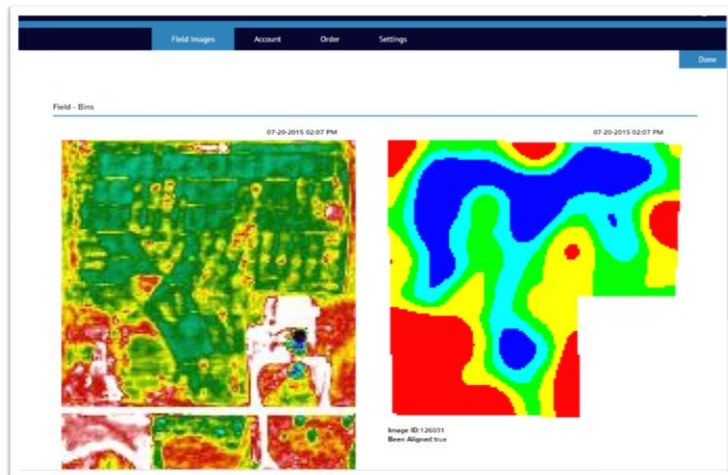 Field Images Account Order Settings
Done
Field - Bins
07-20-2015 02:07 PM 07-20-2015 02:07 PM
Image ID:126031
Been Aligned:true